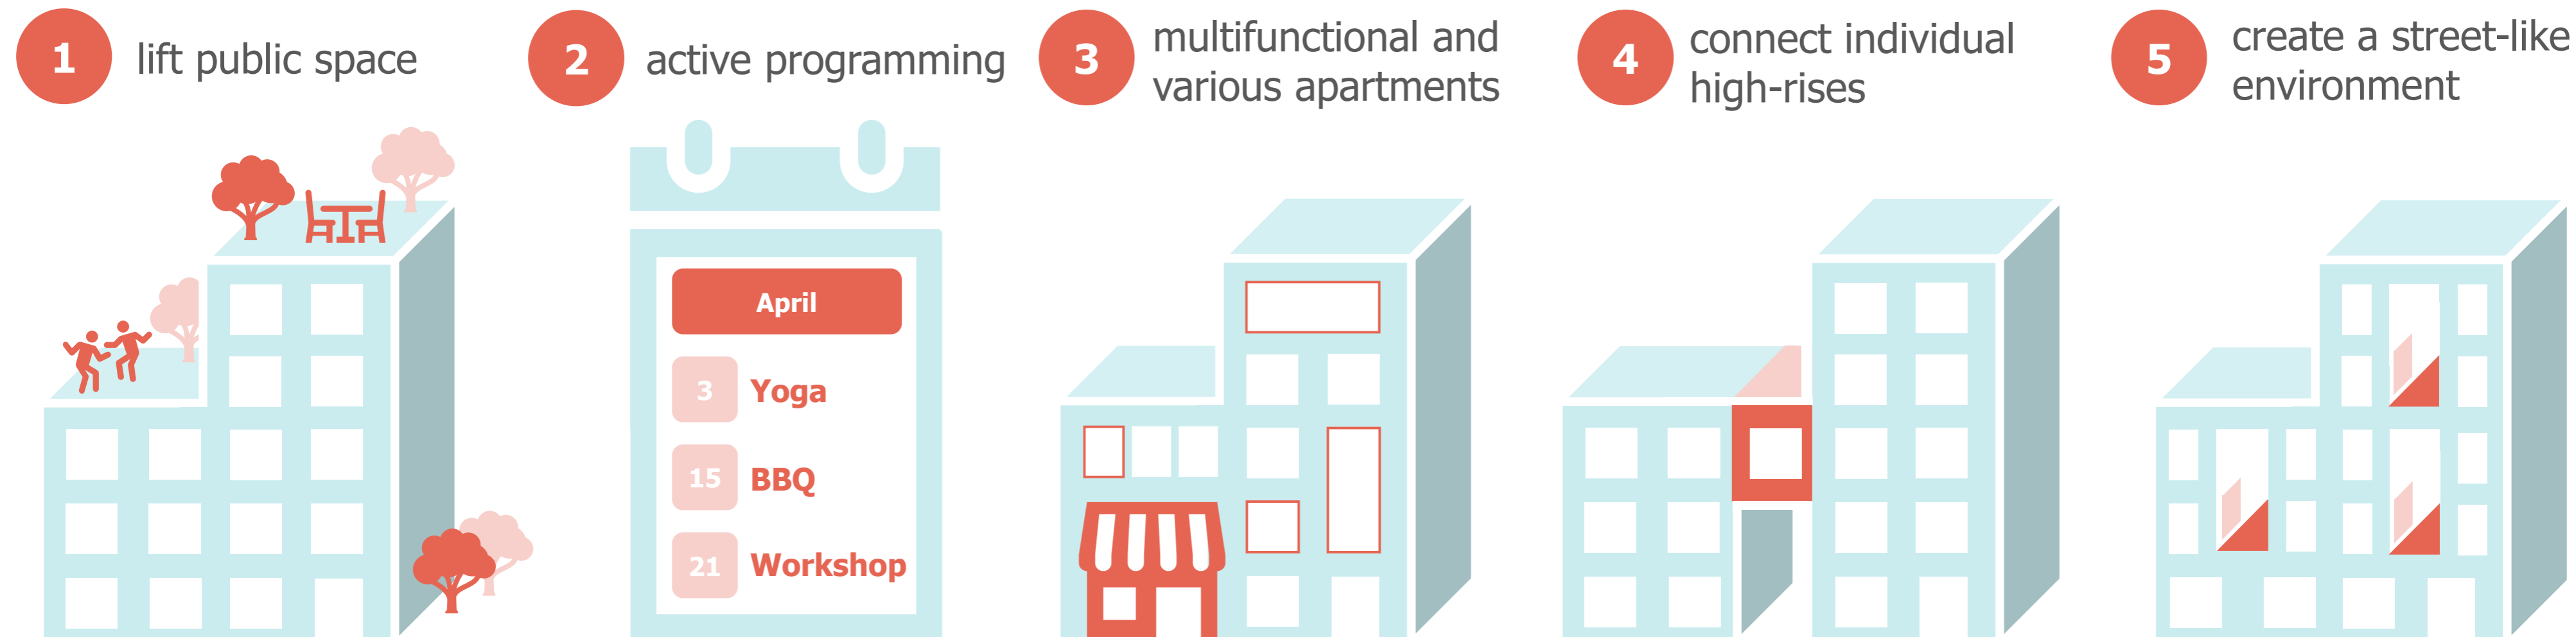 1
lift public space
2
active programming
3
multifunctional and
various apartments
4
connect individual
high-rises
5
create a street-like
environment
April
3 Yoga
15 BBQ
21 Workshop